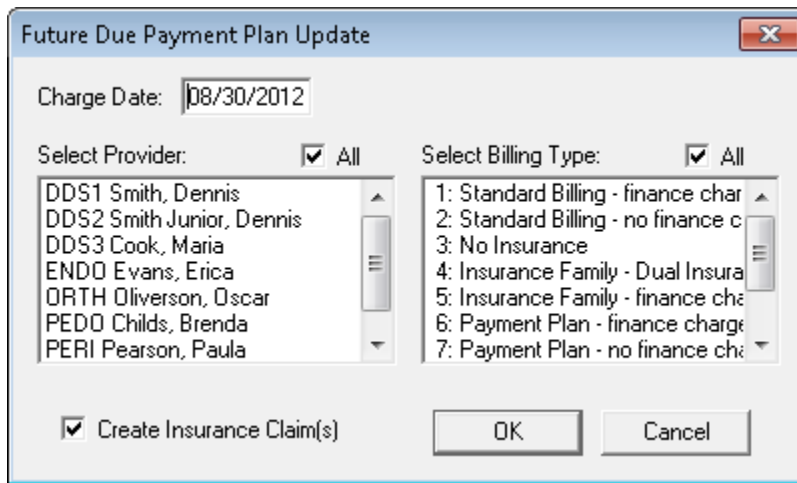 Future Due Payment Plan Update
Charge Date: 08/30/2012
Select Provider: All
DDS1 Smith, Dennis
DDS2 Smith Junior, Dennis
DDS3 Cook, Maria
ENDO Evans, Erica
ORTH Oliverson, Oscar
PEDO Childs, Brenda
PERI Pearson, Paula
Select Billing Type: All
1: Standard Billing - finance char
2: Standard Billing - no finance c
3: No Insurance
4: Insurance Family - Dual Insura
5: Insurance Family - finance cha
6: Payment Plan - finance charge
7: Payment Plan - no finance cha
Create Insurance Claim(s)
OK
Cancel